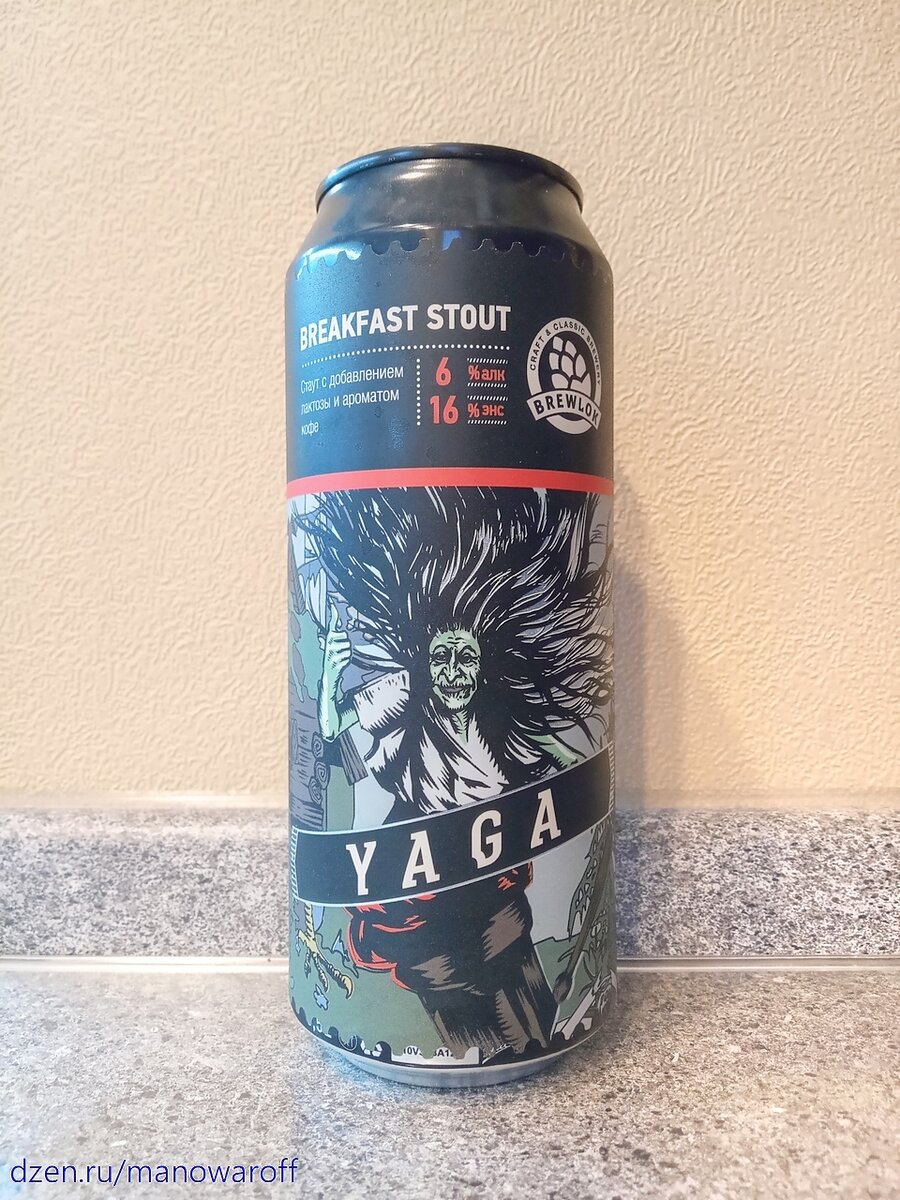 BREAKFAST STOUT
Стаут с добавлением
лактозы и ароматом
кофе
6 %алк
16 %энс
CRAFT & CLASSIC BREWERY
BREWLOK
YAGA
dzen.ru/manowaroff